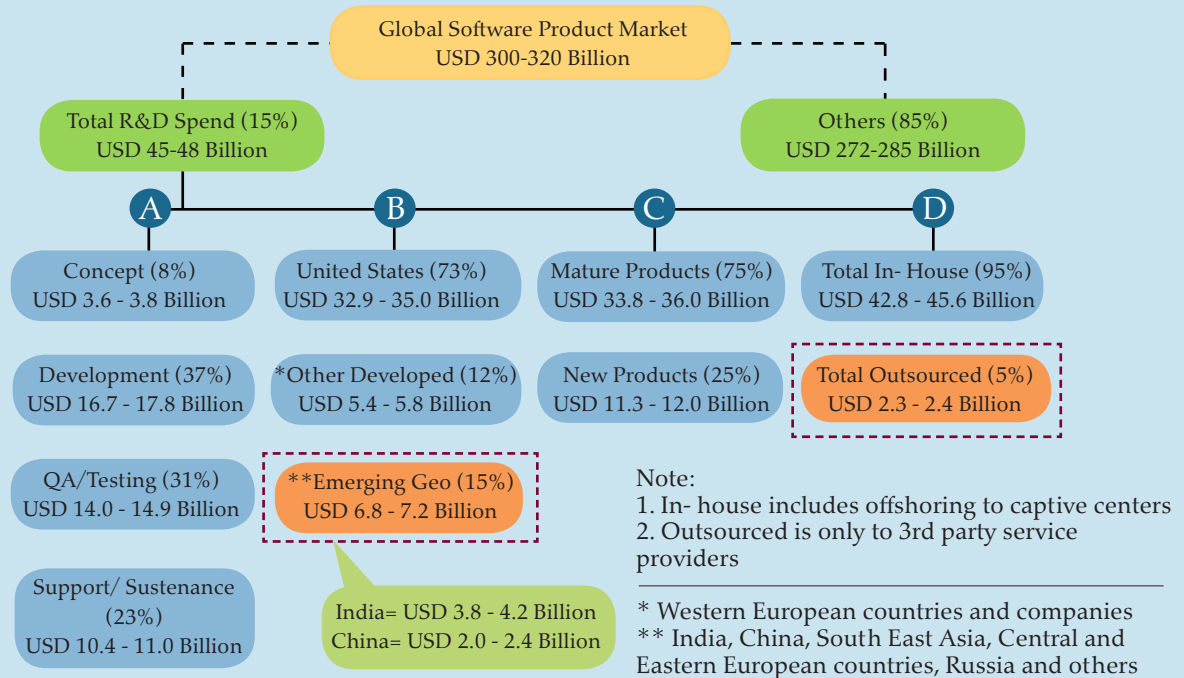 Global Software Product Market
USD 300-320 Billion
Total R&D Spend (15%)
USD 45-48 Billion
Others (85%)
USD 272-285 Billion
A
B
C
D
Concept (8%)
USD 3.6 - 3.8 Billion
United States (73%)
USD 32.9 - 35.0 Billion
Mature Products (75%)
USD 33.8 - 36.0 Billion
Total In- House (95%)
USD 42.8 - 45.6 Billion
Development (37%)
USD 16.7 - 17.8 Billion
*Other Developed (12%)
USD 5.4 - 5.8 Billion
New Products (25%)
USD 11.3 - 12.0 Billion
Total Outsourced (5%)
USD 2.3 - 2.4 Billion
QA/Testing (31%)
USD 14.0 - 14.9 Billion
**Emerging Geo (15%)
USD 6.8 - 7.2 Billion
Support/ Sustenance
(23%)
USD 10.4 - 11.0 Billion
India= USD 3.8 - 4.2 Billion
China= USD 2.0 - 2.4 Billion
Note:
1. In- house includes offshoring to captive centers
2. Outsourced is only to 3rd party service
providers
* Western European countries and companies
** India, China, South East Asia, Central and
Eastern European countries, Russia and others